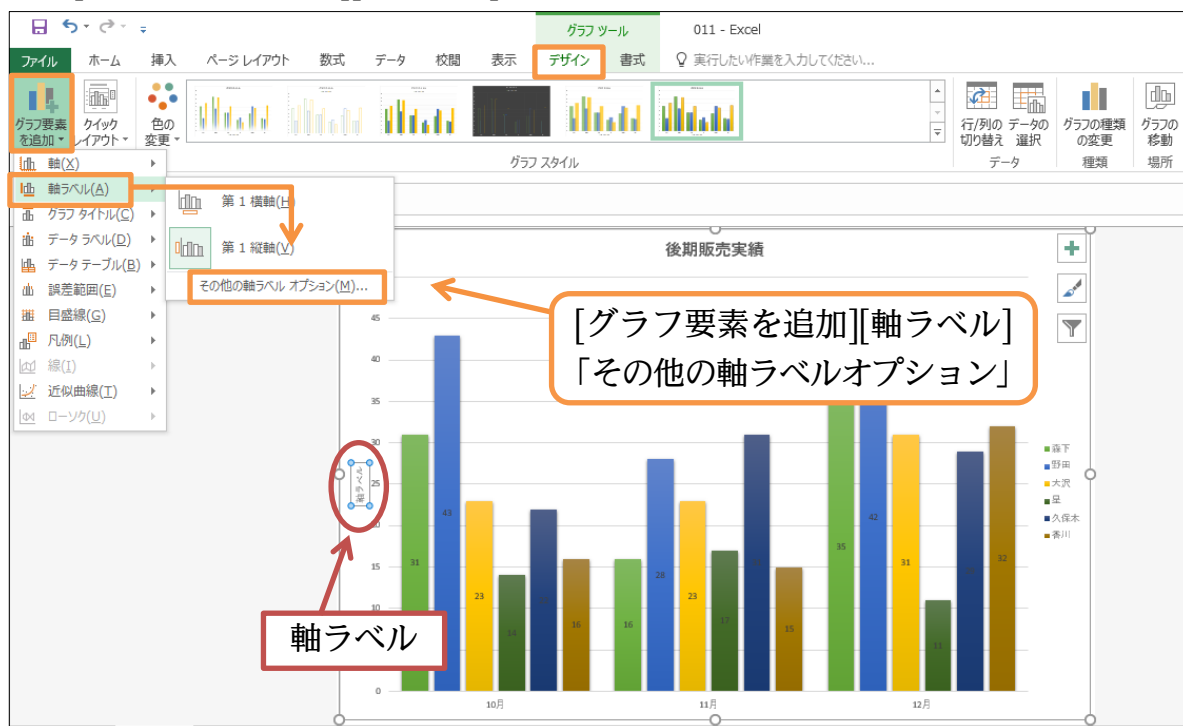 グラフ ツール
011 - Excel
ファイル ホーム 挿入 ページ レイアウト 数式 データ 校閲 表示 デザイン 書式 実行したい作業を入力してください...
グラフ要素を追加
クイック レイアウト
色の変更
行/列の切り替え
データの選択
グラフの種類の変更
グラフの移動
グラフ スタイル
データ
種類
場所
軸(X)
軸ラベル(A)
グラフ タイトル(C)
データ ラベル(D)
データ テーブル(B)
誤差範囲(E)
目盛線(G)
凡例(L)
線(I)
近似曲線(T)
ローソク(U)
第 1 横軸(H)
第 1 縦軸(V)
その他の軸ラベル オプション(M)...
後期販売実績
[グラフ要素を追加][軸ラベル]
「その他の軸ラベルオプション」
45
40
35
30
25
15
10
0
軸ラベル
軸ラベル
31
43
23
14
16
16
28
23
17
15
35
42
31
11
32
10月
11月
12月
森下
野田
大沢
早
久保木
香川